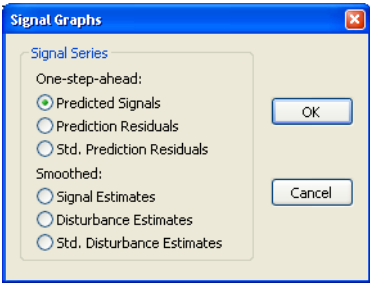 Signal Graphs
Signal Series
One-step-ahead:
Predicted Signals
Prediction Residuals
Std. Prediction Residuals
Smoothed:
Signal Estimates
Disturbance Estimates
Std. Disturbance Estimates
OK
Cancel